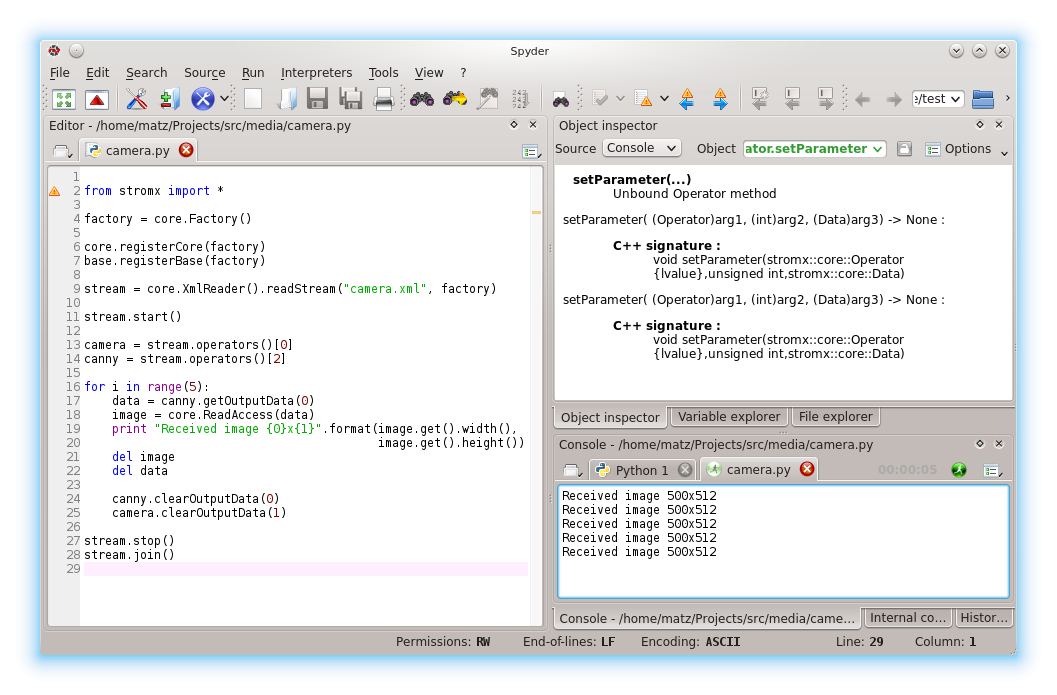 Spyder
File Edit Search Source Run Interpreters Tools View ?
:/test
Editor - /home/matz/Projects/src/media/camera.py
camera.py
1
2 from stromx import *
3
4 factory = core.Factory()
5
6 core.registerCore(factory)
7 base.registerBase(factory)
8
9 stream = core.XmlReader().readStream("camera.xml", factory)
10
11 stream.start()
12
13 camera = stream.operators()[0]
14 canny = stream.operators()[2]
15
16 for i in range(5):
17     data = canny.getOutputData(0)
18     image = core.ReadAccess(data)
19     print "Received image {0}x{1}".format(image.get().width(),
20                                           image.get().height())
21     del image
22     del data
23
24     canny.clearOutputData(0)
25     camera.clearOutputData(1)
26
27 stream.stop()
28 stream.join()
29
Object inspector
Source Console Object ator.setParameter Options
setParameter(...)
Unbound Operator method
setParameter( (Operator)arg1, (int)arg2, (Data)arg3) -> None :
C++ signature :
void setParameter(stromx::core::Operator
{lvalue},unsigned int,stromx::core::Data)
setParameter( (Operator)arg1, (int)arg2, (Data)arg3) -> None :
C++ signature :
void setParameter(stromx::core::Operator
{lvalue},unsigned int,stromx::core::Data)
Object inspector Variable explorer File explorer
Console - /home/matz/Projects/src/media/camera.py
Python 1 camera.py 00:00:05
Received image 500x512
Received image 500x512
Received image 500x512
Received image 500x512
Received image 500x512
Console - /home/matz/Projects/src/media/came... Internal co... Histor...
Permissions: RW End-of-lines: LF Encoding: ASCII Line: 29 Column: 1